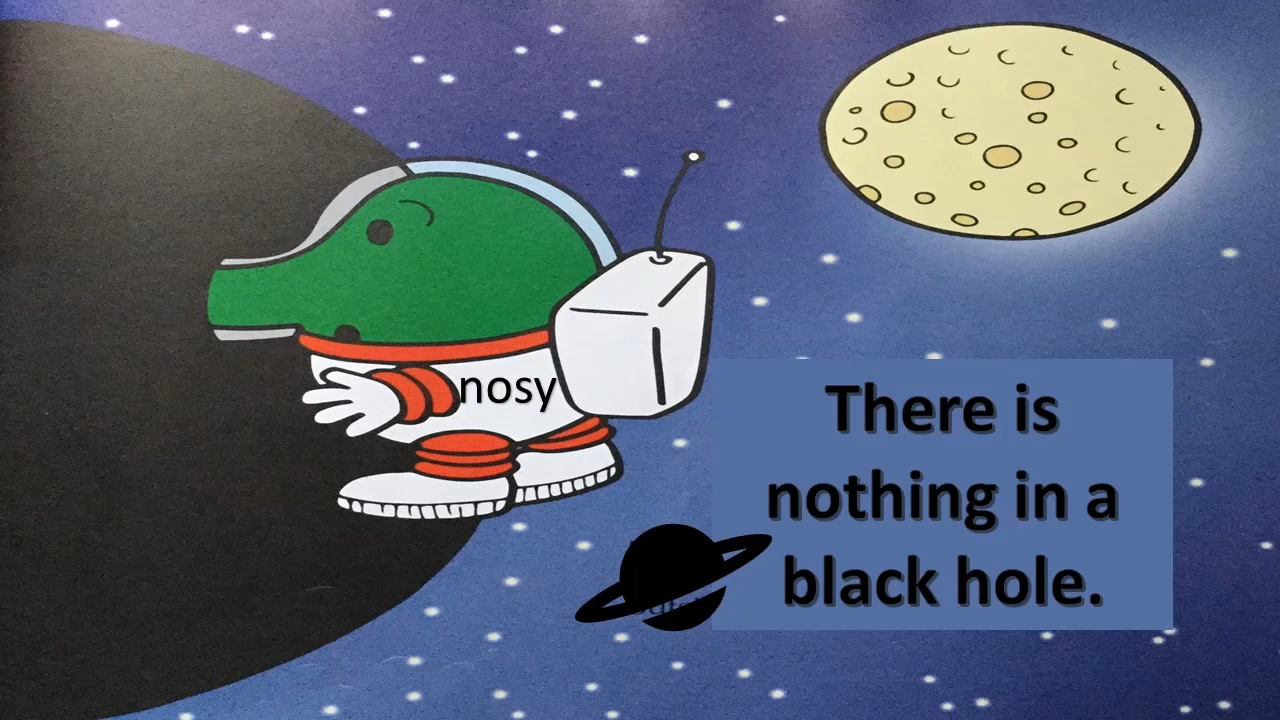 nosy
There is
nothing in a
black hole.